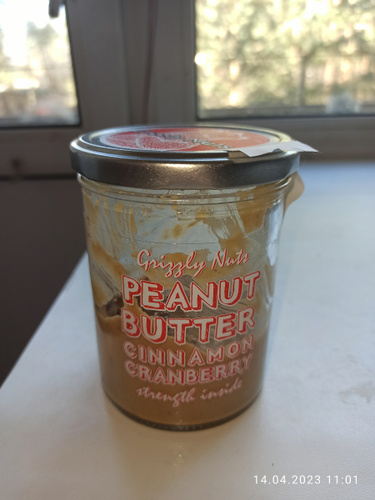 Grizzly Nuts
PEANUT
BUTTER
CINNAMON
CRANBERRY
strength inside
14.04.2023 11:01